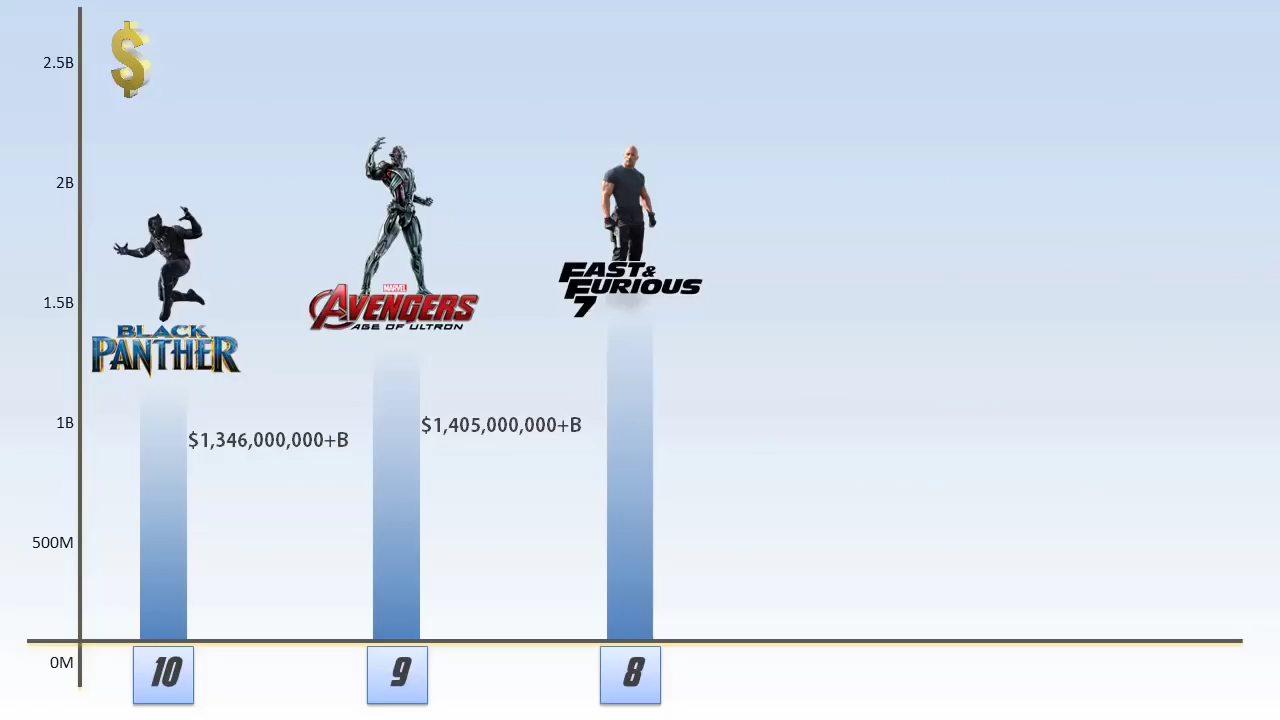 $
2.5B
2B
1.5B
1B
500M
0M
BLACK
PANTHER
$1,346,000,000+B
MARVEL
AVENGERS
AGE OF ULTRON
$1,405,000,000+B
FAST &
FURIOUS
7
10
9
8